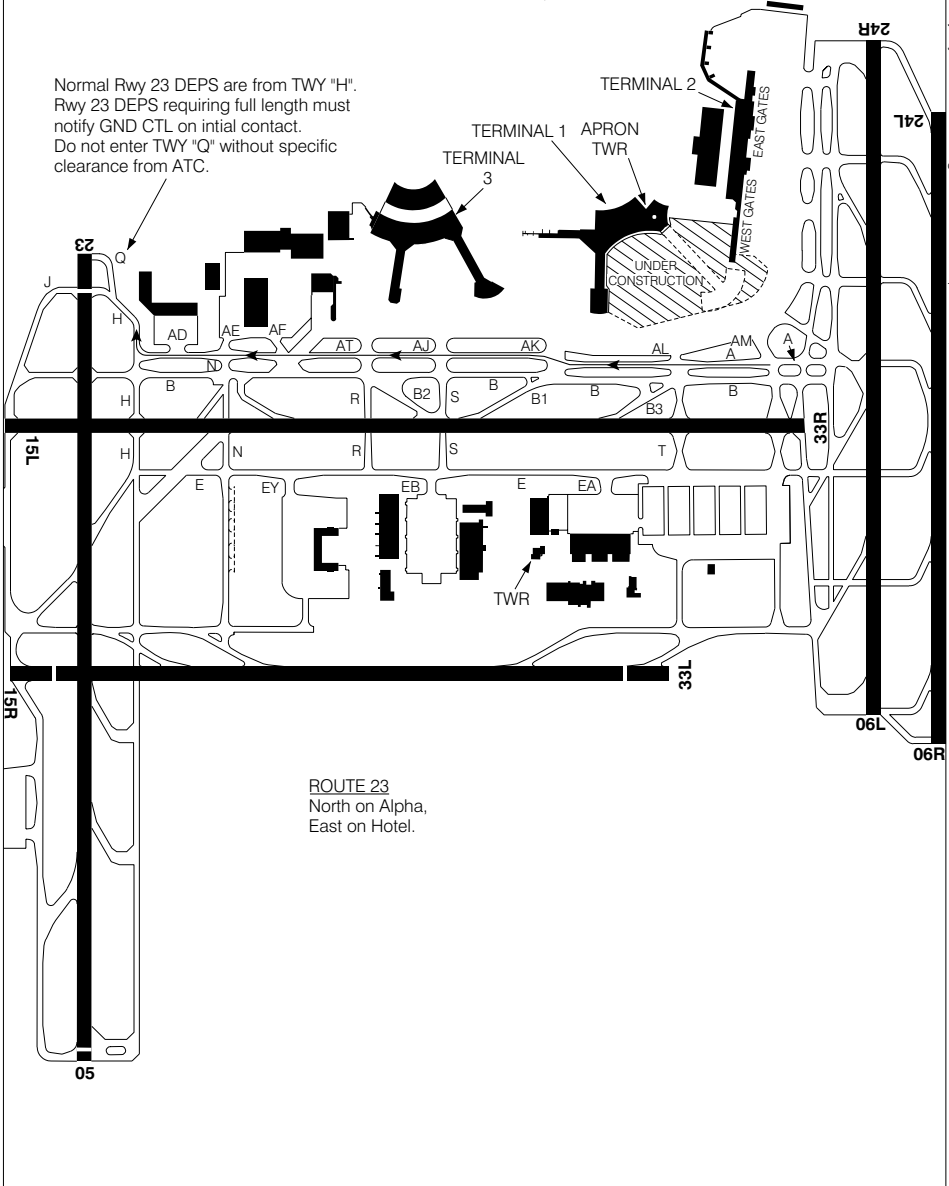 24R
Normal Rwy 23 DEPS are from TWY "H".
Rwy 23 DEPS requiring full length must
notify GND CTL on intial contact.
Do not enter TWY "Q" without specific
clearance from ATC.
TERMINAL 2
24L
EAST GATES
TERMINAL 1
APRON
TWR
TERMINAL
3
WEST GATES
23
Q
UNDER
CONSTRUCTION
J
H
AD
AE
AF
AT
AJ
AK
AL
AM
A
A
N
B
B2
B
B
B
H
R
S
B1
B3
15L
33R
H
N
R
S
T
E
EY
EB
E
EA
TWR
15R
33L
06L
06R
ROUTE 23
North on Alpha,
East on Hotel.
05